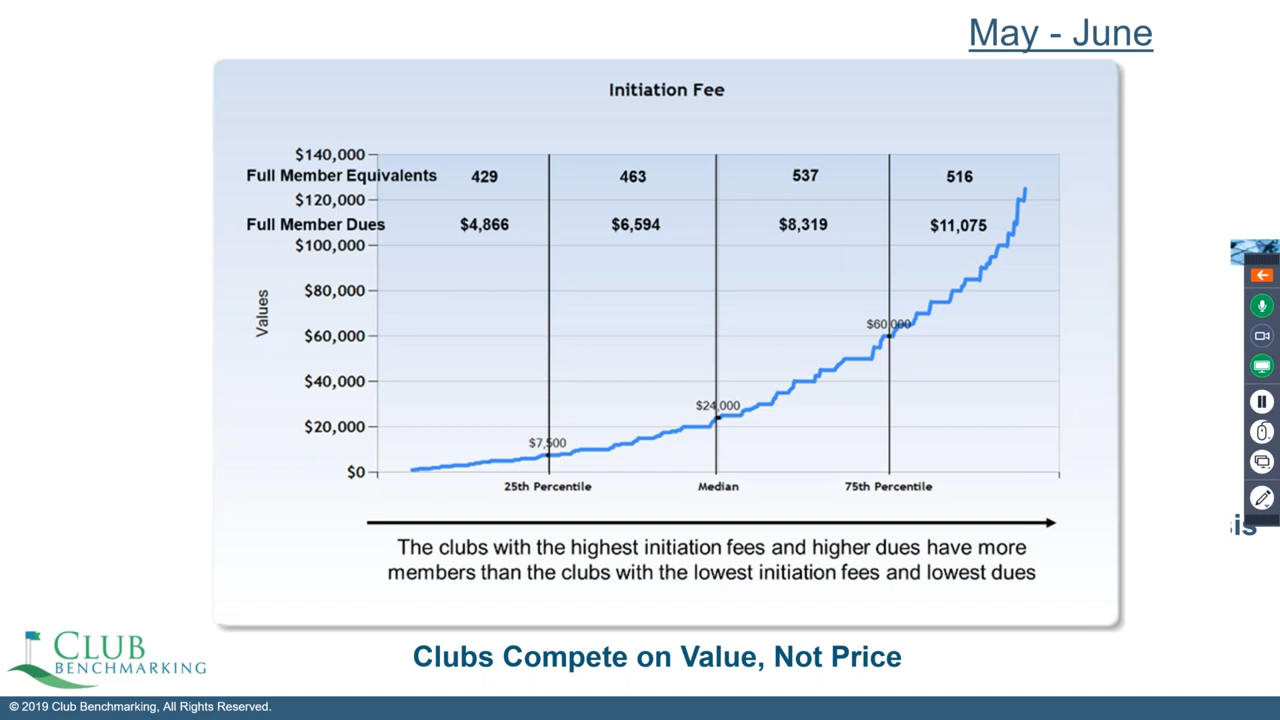 May - June
Initiation Fee
$140,000
Full Member Equivalents 429 463 537 516
$120,000
Full Member Dues $4,866 $6,594 $8,319 $11,075
$100,000
$80,000
Values
$60,000
$60,000
$40,000
$24,000
$20,000
$7,500
$0
25th Percentile Median 75th Percentile
The clubs with the highest initiation fees and higher dues have more
members than the clubs with the lowest initiation fees and lowest dues
CLUB
BENCHMARKING
Clubs Compete on Value, Not Price
© 2019 Club Benchmarking, All Rights Reserved.